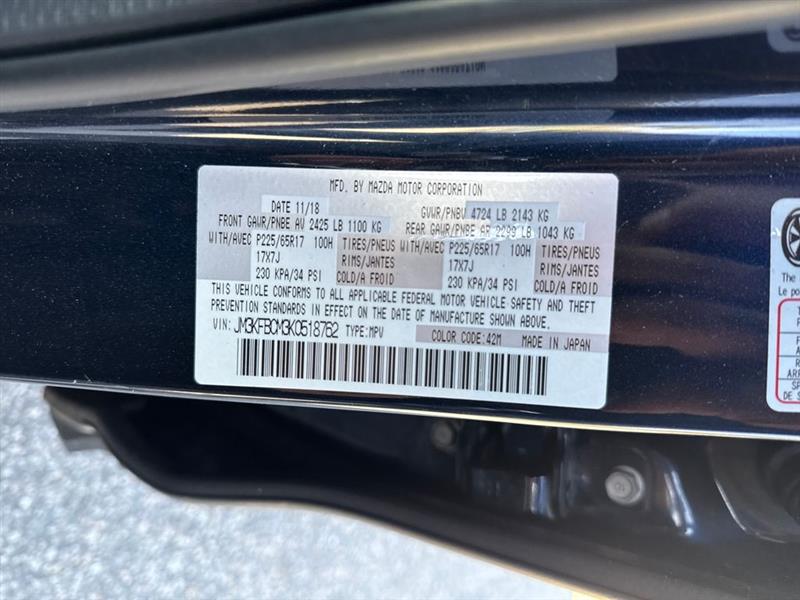 MFD. BY MAZDA MOTOR CORPORATION
DATE 11/18 GVWR/PNBV 4724 LB 2143 KG
FRONT GAWR/PNBE AV 2425 LB 1100 KG REAR GAWR/PNBE AR 2299 LB 1043 KG
WITH/AVEC P225/65R17 100H TIRES/PNEUS WITH/AVEC P225/65R17 100H TIRES/PNEUS
17X7J RIMS/JANTES 17X7J RIMS/JANTES
230 KPA/34 PSI COLD/A FROID 230 KPA/34 PSI COLD/A FROID
THIS VEHICLE CONFORMS TO ALL APPLICABLE FEDERAL MOTOR VEHICLE SAFETY AND THEFT
PREVENTION STANDARDS IN EFFECT ON THE DATE OF MANUFACTURE SHOWN ABOVE.
VIN: JM3KFBCM3K0518762 TYPE: MPV COLOR CODE: 42M MADE IN JAPAN
The
Le po